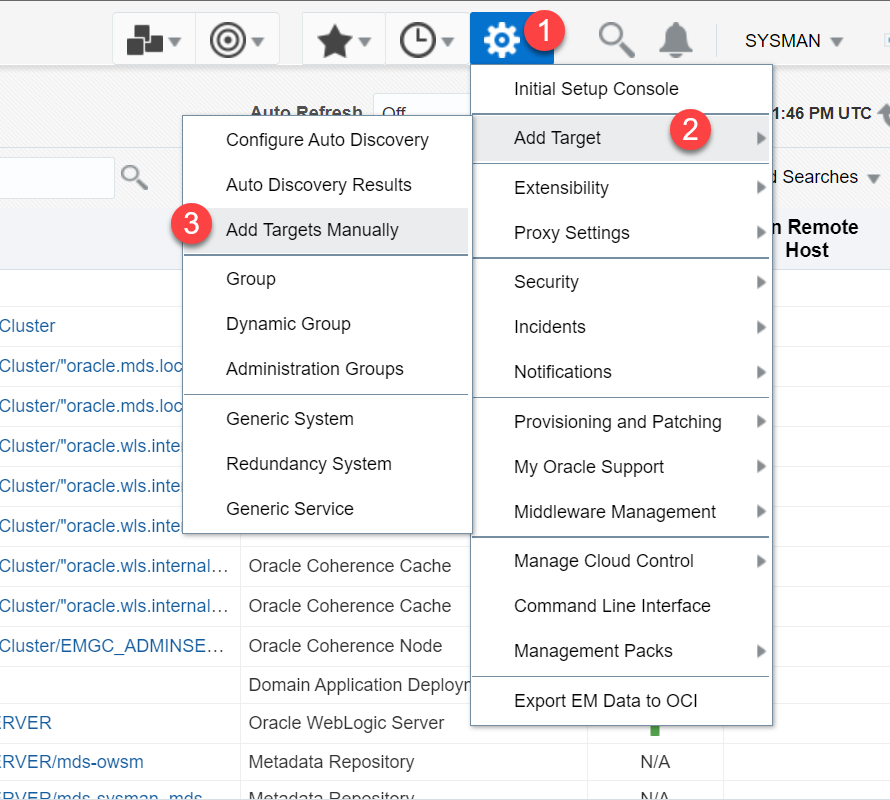 1
SYSMAN
Initial Setup Console
Auto Refresh Off
1:46 PM UTC
2
Add Target
Configure Auto Discovery
Searches
Auto Discovery Results
Extensibility
3
Add Targets Manually
Proxy Settings
Remote
Host
Group
Security
Cluster
Dynamic Group
Incidents
Cluster/"oracle.mds.loc
Administration Groups
Notifications
Cluster/"oracle.mds.loc
Generic System
Provisioning and Patching
Cluster/"oracle.wls.inte
Redundancy System
My Oracle Support
Cluster/"oracle.wls.inte
Generic Service
Middleware Management
Cluster/"oracle.wls.inte
Cluster/"oracle.wls.internal…
Oracle Coherence Cache
Manage Cloud Control
Cluster/"oracle.wls.internal…
Oracle Coherence Cache
Command Line Interface
Cluster/EMGC_ADMINSE…
Oracle Coherence Node
Management Packs
Domain Application Deployn
Export EM Data to OCI
ERVER
Oracle WebLogic Server
ERVER/mds-owsm
Metadata Repository
N/A
ERVER/mds-sysman_mds
Metadata Repository
N/A